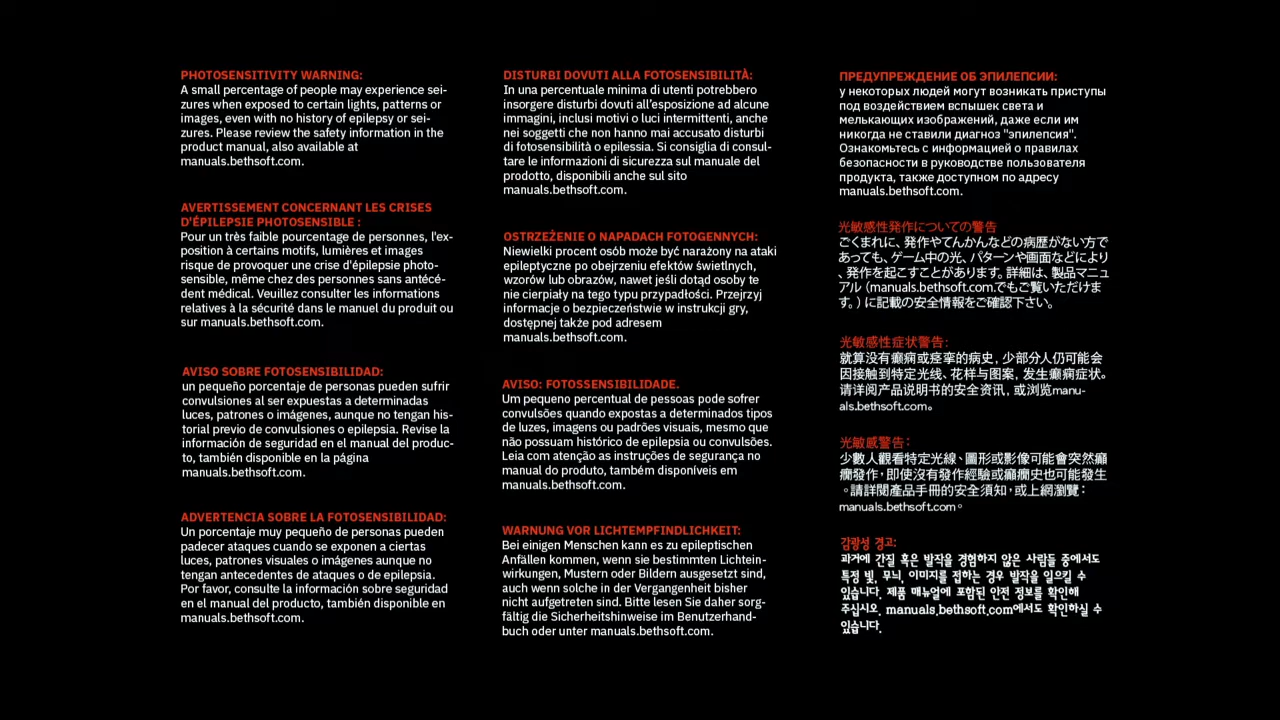 PHOTOSENSITIVITY WARNING:
A small percentage of people may experience sei-
zures when exposed to certain lights, patterns or
images, even with no history of epilepsy or sei-
zures. Please review the safety information in the
product manual, also available at
manuals.bethsoft.com.
AVERTISSEMENT CONCERNANT LES CRISES
D'ÉPILEPSIE PHOTOSENSIBLE :
Pour un très faible pourcentage de personnes, l'ex-
position à certains motifs, lumières et images
risque de provoquer une crise d'épilepsie photo-
sensible, même chez des personnes sans antécé-
dent médical. Veuillez consulter les informations
relatives à la sécurité dans le manuel du produit ou
sur manuals.bethsoft.com.
AVISO SOBRE FOTOSENSIBILIDAD:
un pequeño porcentaje de personas pueden sufrir
convulsiones al ser expuestas a determinadas
luces, patrones o imágenes, aunque no tengan his-
torial previo de convulsiones o epilepsia. Revise la
información de seguridad en el manual del produc-
to, también disponible en la página
manuals.bethsoft.com.
ADVERTENCIA SOBRE LA FOTOSENSIBILIDAD:
Un porcentaje muy pequeño de personas pueden
padecer ataques cuando se exponen a ciertas
luces, patrones visuales o imágenes aunque no
tengan antecedentes de ataques o de epilepsia.
Por favor, consulte la información sobre seguridad
en el manual del producto, también disponible en
manuals.bethsoft.com.
DISTURBI DOVUTI ALLA FOTOSENSIBILITÀ:
In una percentuale minima di utenti potrebbero
insorgere disturbi dovuti all'esposizione ad alcune
immagini, inclusi motivi o luci intermittenti, anche
nei soggetti che non hanno mai accusato disturbi
di fotosensibilità o epilessia. Si consiglia di consul-
tare le informazioni di sicurezza sul manuale del
prodotto, disponibili anche sul sito
manuals.bethsoft.com.
OSTRZEŻENIE O NAPADACH FOTOGENNYCH:
Niewielki procent osób może być narażony na ataki
epileptyczne po obejrzeniu efektów świetlnych,
wzorów lub obrazów, nawet jeśli dotąd osoby te
nie cierpiały na tego typu przypadłości. Przejrzyj
informacje o bezpieczeństwie w instrukcji gry,
dostępnej także pod adresem
manuals.bethsoft.com.
AVISO: FOTOSSENSIBILIDADE.
Um pequeno percentual de pessoas pode sofrer
convulsões quando expostas a determinados tipos
de luzes, imagens ou padrões visuais, mesmo que
não possuam histórico de epilepsia ou convulsões.
Leia com atenção as instruções de segurança no
manual do produto, também disponíveis em
manuals.bethsoft.com.
WARNUNG VOR LICHTEMPFINDLICHKEIT:
Bei einigen Menschen kann es zu epileptischen
Anfällen kommen, wenn sie bestimmten Lichtein-
wirkungen, Mustern oder Bildern ausgesetzt sind,
auch wenn solche in der Vergangenheit bisher
nicht aufgetreten sind. Bitte lesen Sie daher sorg-
fältig die Sicherheitshinweise im Benutzerhand-
buch oder unter manuals.bethsoft.com.
ПРЕДУПРЕЖДЕНИЕ ОБ ЭПИЛЕПСИИ:
у некоторых людей могут возникать приступы
под воздействием вспышек света и
мелькающих изображений, даже если им
никогда не ставили диагноз "эпилепсия".
Ознакомьтесь с информацией о правилах
безопасности в руководстве пользователя
продукта, также доступном по адресу
manuals.bethsoft.com.
光敏感性発作についての警告
ごくまれに、発作やてんかんなどの病歴がない方で
あっても、ゲーム中の光、パターンや画面などにより
、発作を起こすことがあります。詳細は、製品マニュ
アル（manuals.bethsoft.comでもご覧いただけま
す。）に記載の安全情報をご確認下さい。
光敏感性症状警告：
就算没有癫痫或痉挛的病史，少部分人仍可能会
因接触到特定光线、花样与图案，发生癫痫症状。
请详阅产品说明书的安全资讯，或浏览manu-
als.bethsoft.com。
光敏感警告：
少數人觀看特定光線、圖形或影像可能會突然癲
癇發作，即使沒有發作經驗或癲癇史也可能發生
。請詳閱產品手冊的安全須知，或上網瀏覽：
manuals.bethsoft.com。
감광성 경고:
과거에 간질 혹은 발작을 경험하지 않은 사람들 중에서도
특정 빛, 무늬, 이미지를 접하는 경우 발작을 일으킬 수
있습니다. 제품 매뉴얼에 포함된 안전 정보를 확인해
주십시오. manuals.bethsoft.com에서도 확인하실 수
있습니다.